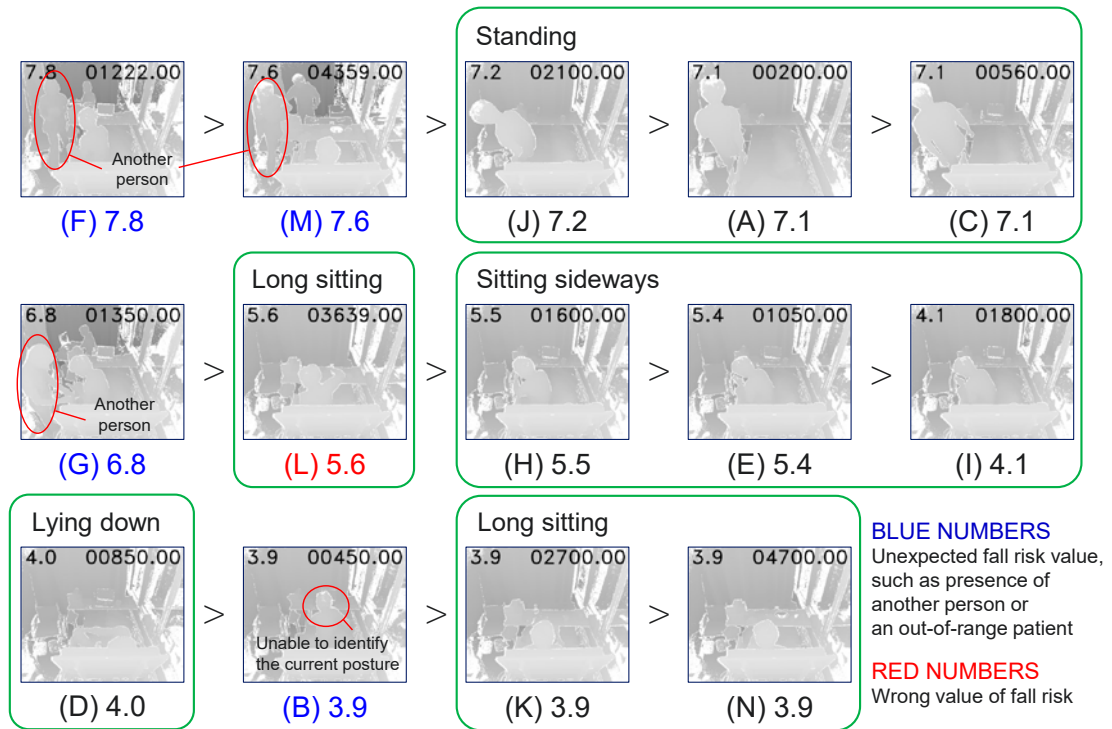 Standing
7.8 01222.00
7.6 04359.00
7.2 02100.00
7.1 00200.00
7.1 00560.00
>
>
>
>
Another
person
(F) 7.8
(M) 7.6
(J) 7.2
(A) 7.1
(C) 7.1
Long sitting
Sitting sideways
6.8 01350.00
5.6 03639.00
5.5 01600.00
5.4 01050.00
4.1 01800.00
>
>
>
>
Another
person
(G) 6.8
(L) 5.6
(H) 5.5
(E) 5.4
(I) 4.1
Lying down
Long sitting
4.0 00850.00
3.9 00450.00
3.9 02700.00
3.9 04700.00
>
>
>
Unable to identify
the current posture
(D) 4.0
(B) 3.9
(K) 3.9
(N) 3.9
BLUE NUMBERS
Unexpected fall risk value,
such as presence of
another person or
an out-of-range patient
RED NUMBERS
Wrong value of fall risk